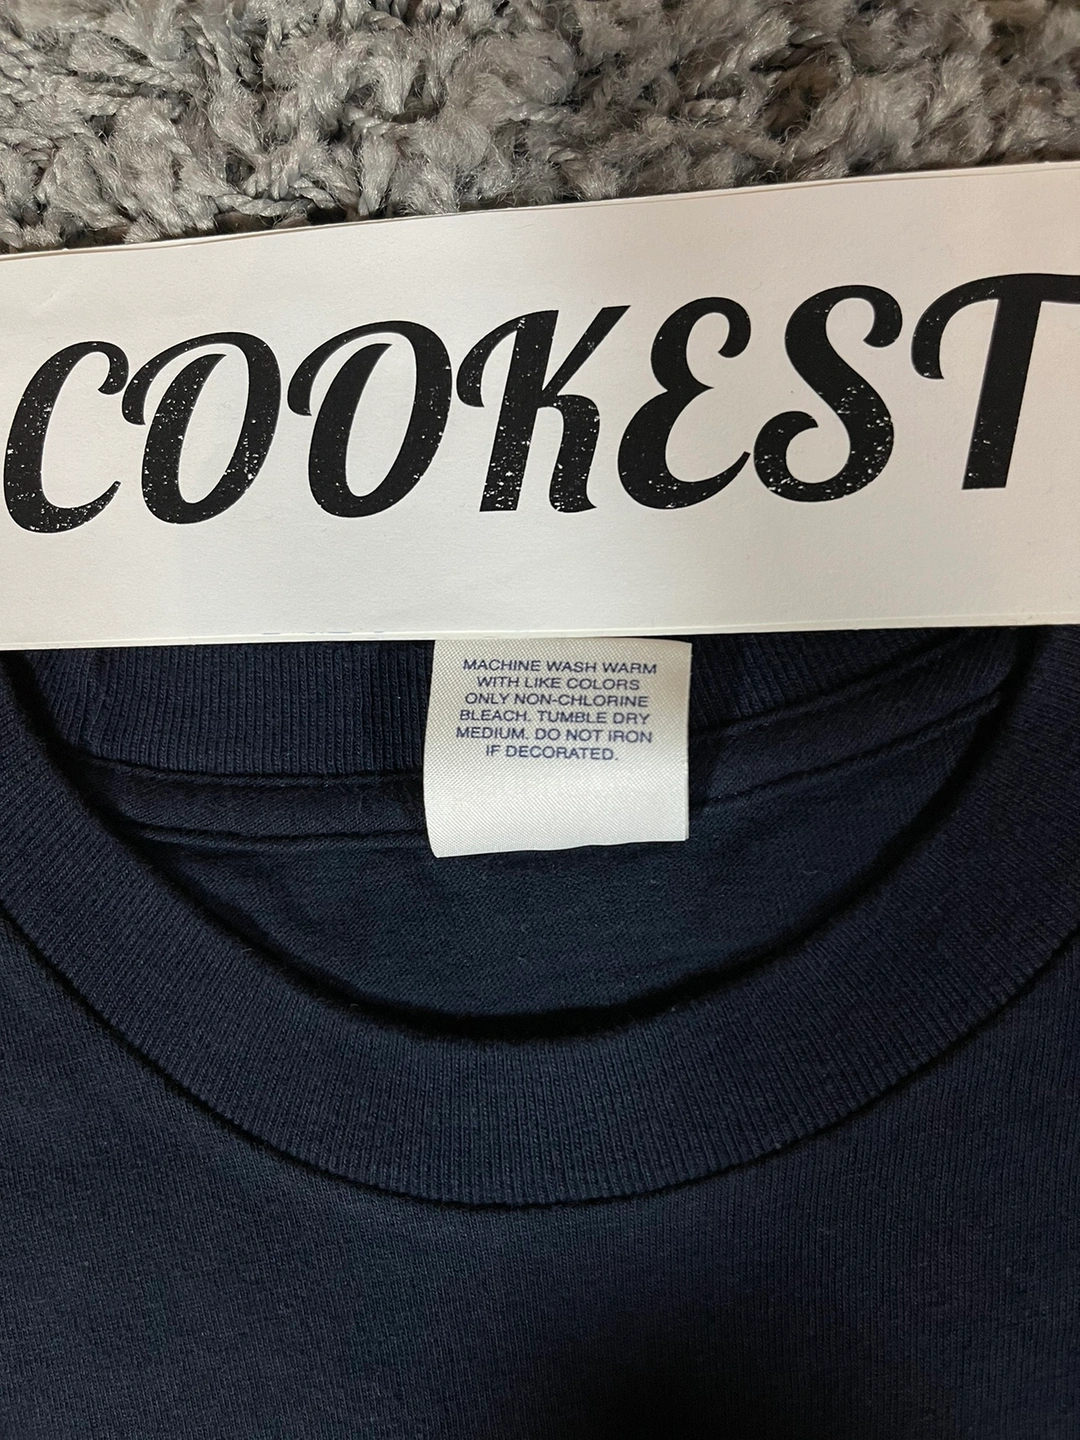 COOKEST
MACHINE WASH WARM
WITH LIKE COLORS
ONLY NON-CHLORINE
BLEACH. TUMBLE DRY
MEDIUM. DO NOT IRON
IF DECORATED.